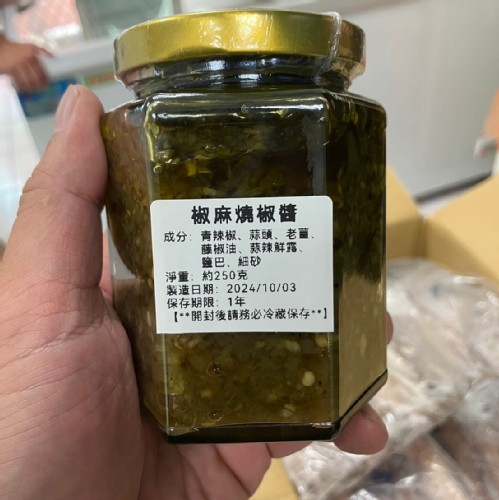 椒麻燒椒醬
成分: 青辣椒、蒜頭、老薑、
藤椒油、蒜辣鮮露、
鹽巴、細砂
淨重: 約250克
製造日期: 2024/10/03
保存期限: 1年
【**開封後請務必冷藏保存**】